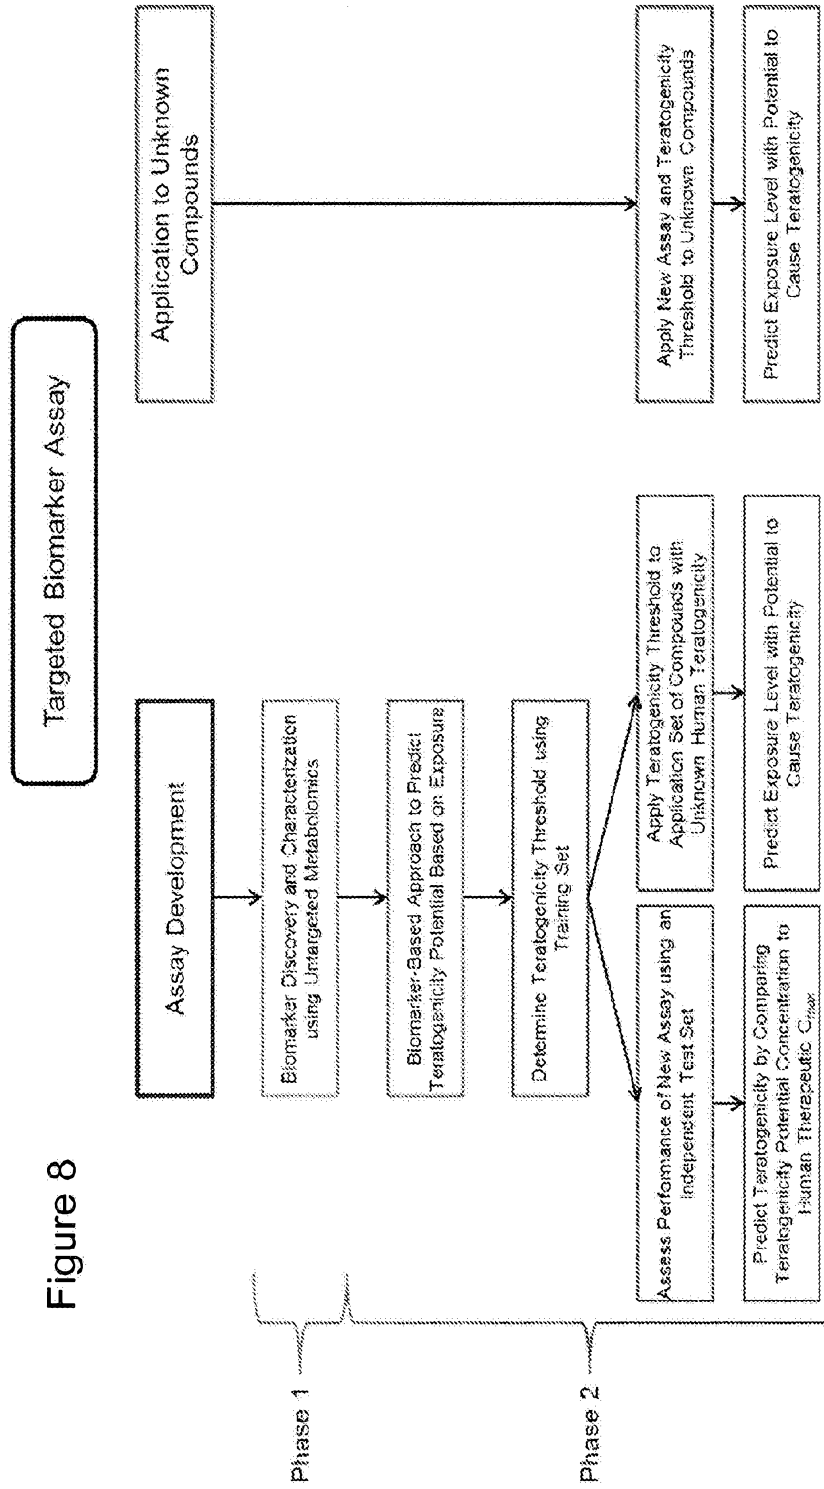 Figure 8
Targeted Biomarker Assay
Assay Development
Application to Unknown
Compounds
Phase 1
Biomarker Discovery and Characterization
using Untargeted Metabolomics
Phase 2
Biomarker-Based Approach to Predict
Teratogenicity Potential Based on Exposure
Determine Teratogenicity Threshold using
Training Set
Assess Performance of New Assay using an
Independent Test Set
Apply Teratogenicity Threshold to
Application Set of Compounds with
Unknown Human Teratogenicity
Apply New Assay and Teratogenicity
Threshold to Unknown Compounds
Predict Teratogenicity by Comparing
Teratogenicity Potential Concentration to
Human Therapeutic Cmax
Predict Exposure Level with Potential to
Cause Teratogenicity
Predict Exposure Level with Potential to
Cause Teratogenicity